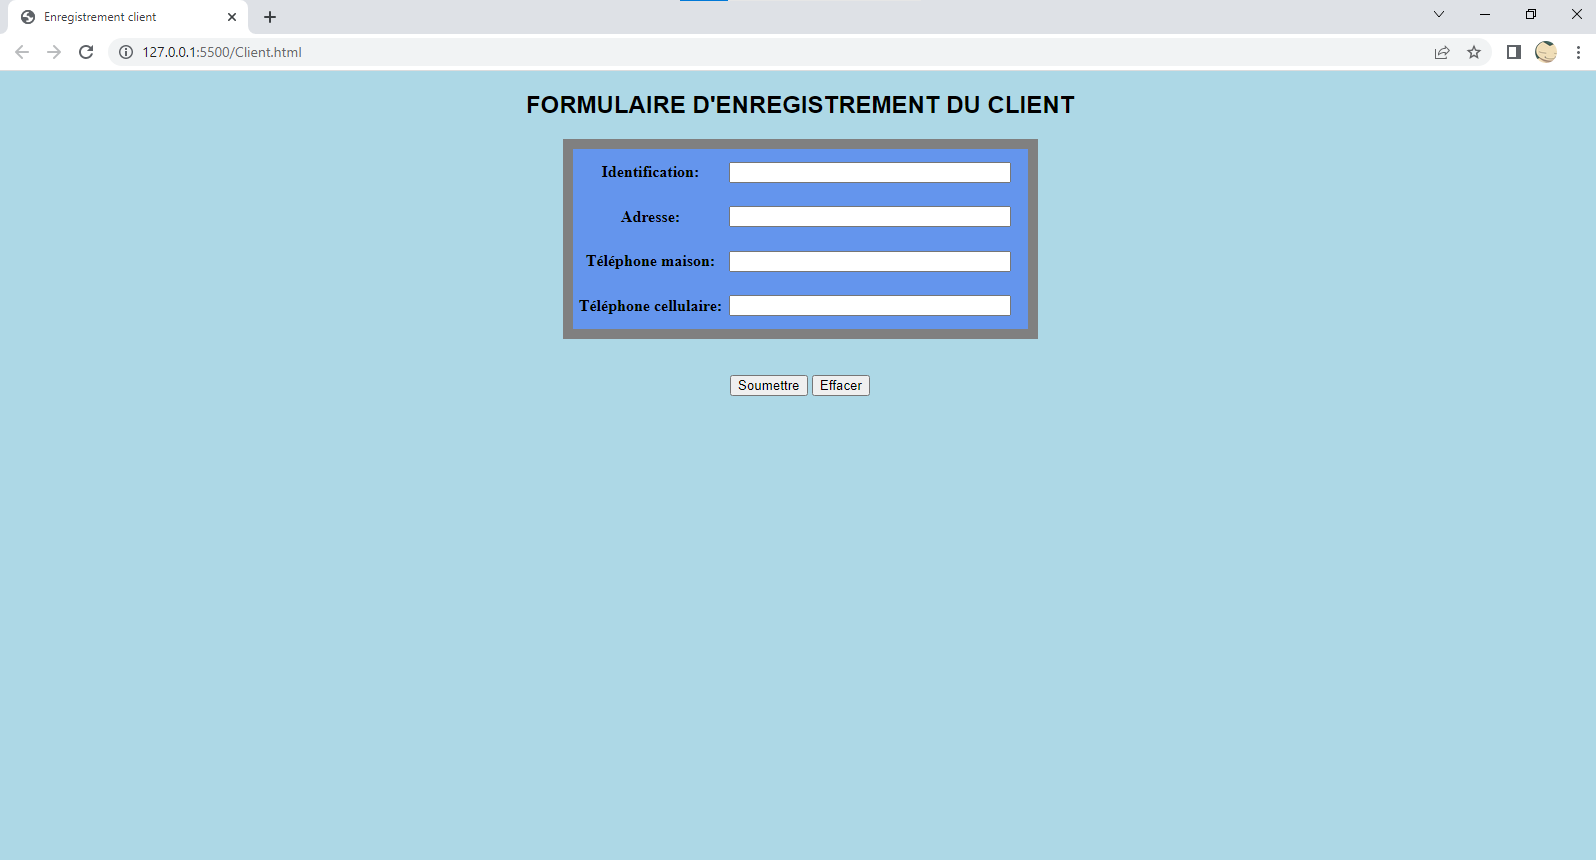 Enregistrement client
127.0.0.1:5500/Client.html
FORMULAIRE D'ENREGISTREMENT DU CLIENT
Identification:
Adresse:
Téléphone maison:
Téléphone cellulaire:
Soumettre Effacer